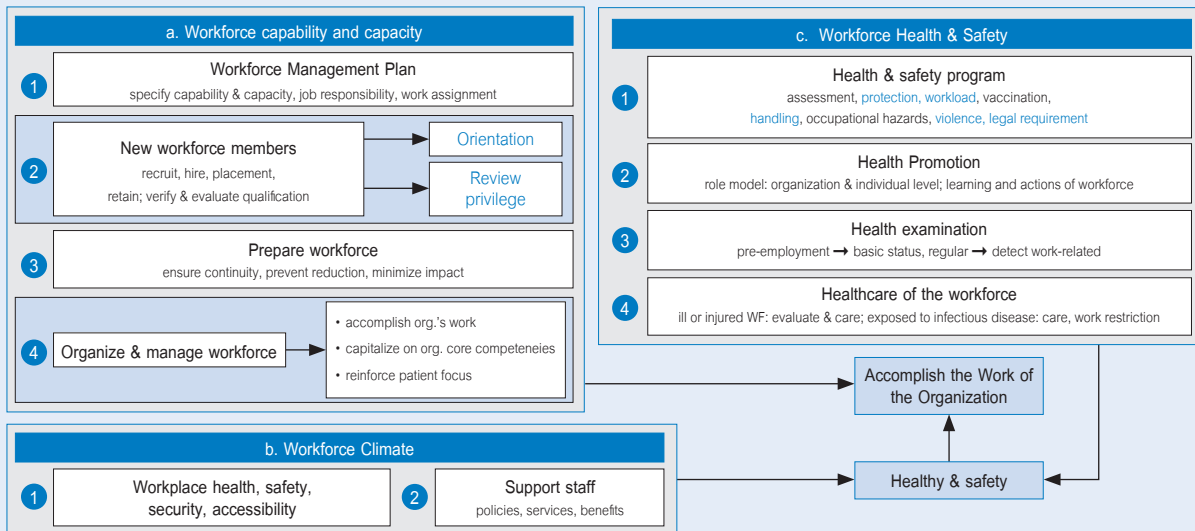 a. Workforce capability and capacity
1
Workforce Management Plan
specify capability & capacity, job responsibility, work assignment
2
New workforce members
recruit, hire, placement,
retain; verify & evaluate qualification
Orientation
Review
privilege
3
Prepare workforce
ensure continuity, prevent reduction, minimize impact
4
Organize & manage workforce
• accomplish org.'s work
• capitalize on org. core competeneies
• reinforce patient focus
c. Workforce Health & Safety
1
Health & safety program
assessment, protection, workload, vaccination,
handling, occupational hazards, violence, legal requirement
2
Health Promotion
role model: organization & individual level; learning and actions of workforce
3
Health examination
pre-employment ➞ basic status, regular ➞ detect work-related
4
Healthcare of the workforce
ill or injured WF: evaluate & care; exposed to infectious disease: care, work restriction
Accomplish the Work of
the Organization
b. Workforce Climate
1
Workplace health, safety,
security, accessibility
2
Support staff
policies, services, benefits
Healthy & safety